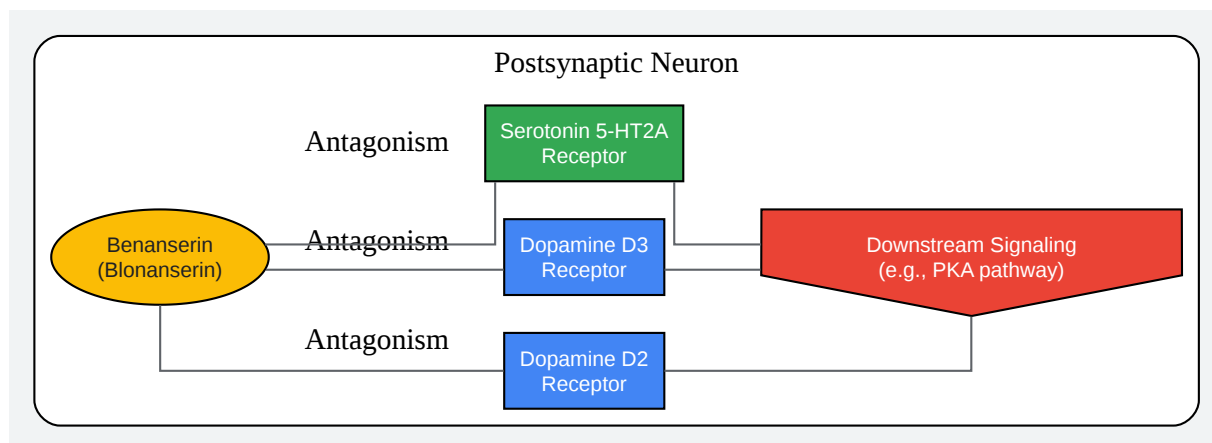 Postsynaptic Neuron
Antagonism
Serotonin 5-HT2A
Receptor
Benanserin
(Blonanserin)
Antagonism
Dopamine D3
Receptor
Downstream Signaling
(e.g., PKA pathway)
Antagonism
Dopamine D2
Receptor